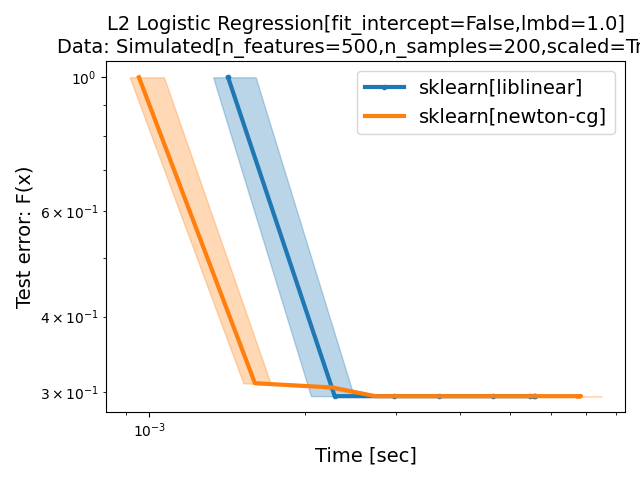 L2 Logistic Regression[fit_intercept=False,lmbd=1.0]
Data: Simulated[n_features=500,n_samples=200,scaled=Tr
sklearn[liblinear]
sklearn[newton-cg]
Test error: F(x)
10⁰
6 × 10⁻¹
4 × 10⁻¹
3 × 10⁻¹
10⁻³
Time [sec]